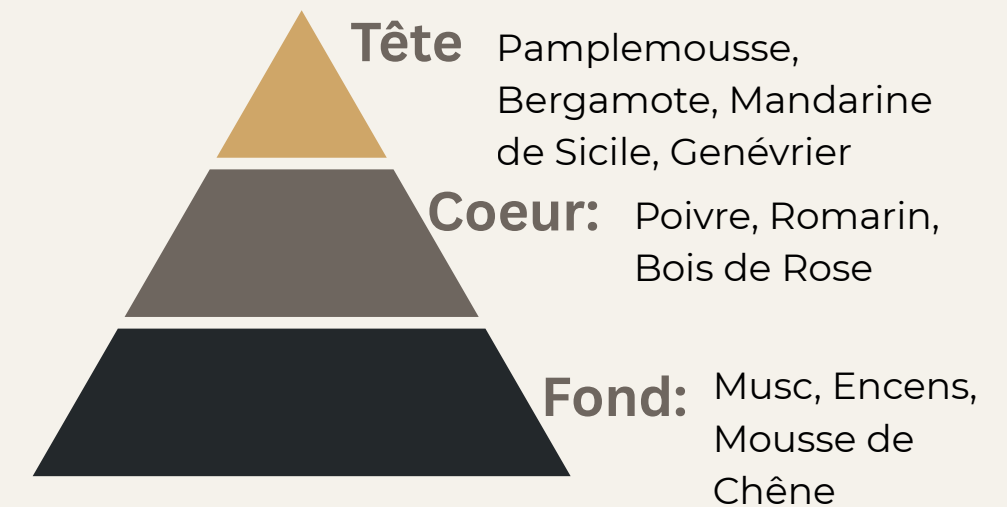 Tête
Pamplemousse,
Bergamote, Mandarine
de Sicile, Genévrier
Coeur:
Poivre, Romarin,
Bois de Rose
Fond:
Musc, Encens,
Mousse de
Chêne